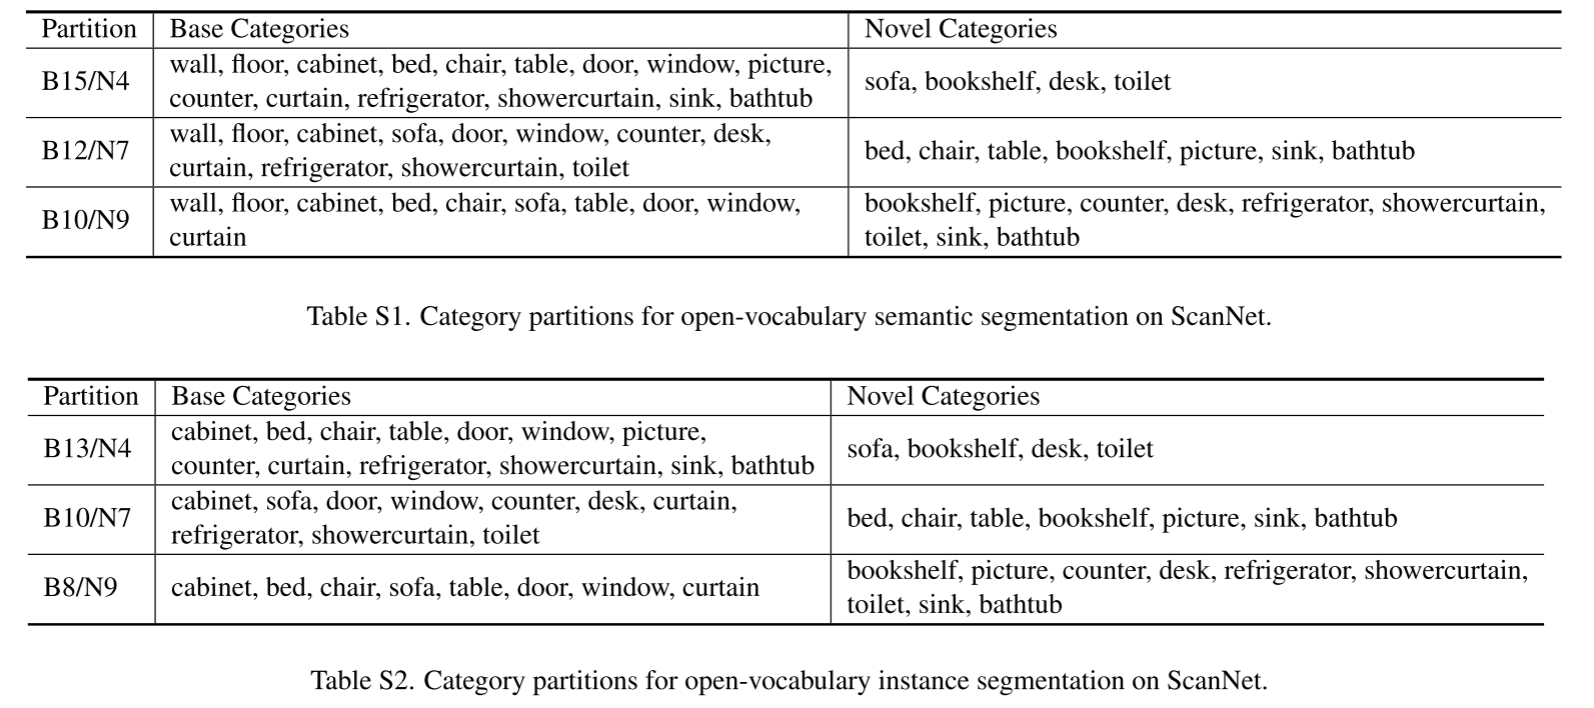 Partition Base Categories Novel Categories
B15/N4 wall, floor, cabinet, bed, chair, table, door, window, picture, counter, curtain, refrigerator, showercurtain, sink, bathtub sofa, bookshelf, desk, toilet
B12/N7 wall, floor, cabinet, sofa, door, window, counter, desk, curtain, refrigerator, showercurtain, toilet bed, chair, table, bookshelf, picture, sink, bathtub
B10/N9 wall, floor, cabinet, bed, chair, sofa, table, door, window, curtain bookshelf, picture, counter, desk, refrigerator, showercurtain, toilet, sink, bathtub
Table S1. Category partitions for open-vocabulary semantic segmentation on ScanNet.
Partition Base Categories Novel Categories
B13/N4 cabinet, bed, chair, table, door, window, picture, counter, curtain, refrigerator, showercurtain, sink, bathtub sofa, bookshelf, desk, toilet
B10/N7 cabinet, sofa, door, window, counter, desk, curtain, refrigerator, showercurtain, toilet bed, chair, table, bookshelf, picture, sink, bathtub
B8/N9 cabinet, bed, chair, sofa, table, door, window, curtain bookshelf, picture, counter, desk, refrigerator, showercurtain, toilet, sink, bathtub
Table S2. Category partitions for open-vocabulary instance segmentation on ScanNet.